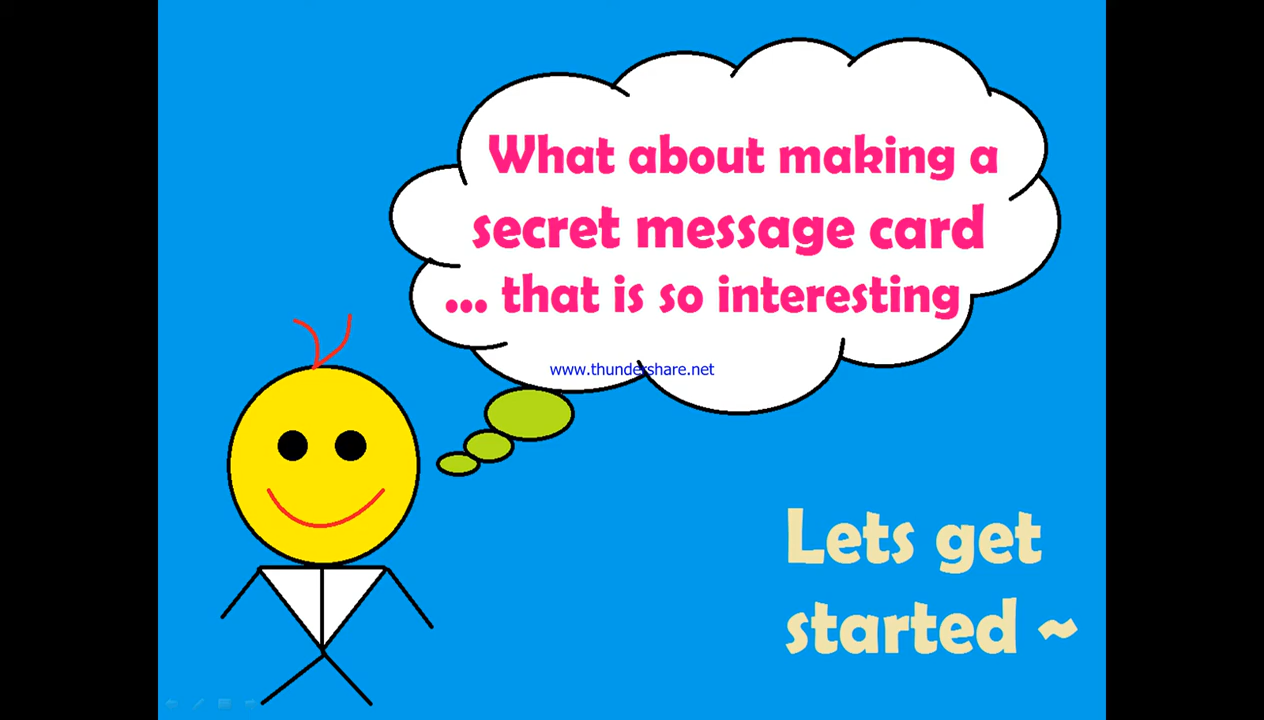 What about making a
secret message card
... that is so interesting
www.thundershare.net
Lets get
started ~